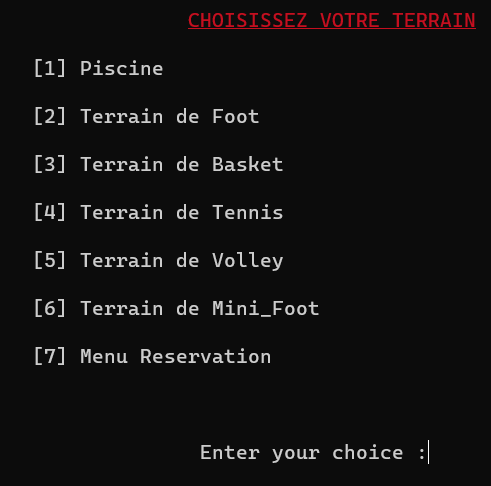 CHOISISSEZ VOTRE TERRAIN
[1] Piscine
[2] Terrain de Foot
[3] Terrain de Basket
[4] Terrain de Tennis
[5] Terrain de Volley
[6] Terrain de Mini_Foot
[7] Menu Reservation
Enter your choice :